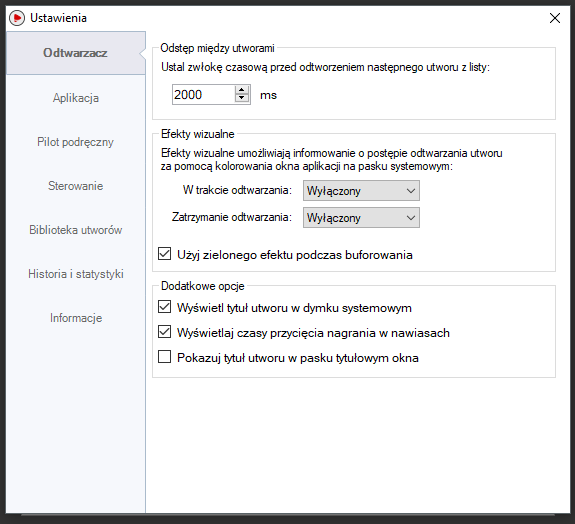 Ustawienia
Odtwarzacz
Aplikacja
Pilot podręczny
Sterowanie
Biblioteka utworów
Historia i statystyki
Informacje
Odstęp między utworami
Ustal zwłokę czasową przed odtworzeniem następnego utworu z listy:
2000 ms
Efekty wizualne
Efekty wizualne umożliwiają informowanie o postępie odtwarzania utworu
za pomocą kolorowania okna aplikacji na pasku systemowym:
W trakcie odtwarzania: Wyłączony
Zatrzymanie odtwarzania: Wyłączony
Użyj zielonego efektu podczas buforowania
Dodatkowe opcje
Wyświetl tytuł utworu w dymku systemowym
Wyświetlaj czasy przycięcia nagrania w nawiasach
Pokazuj tytuł utworu w pasku tytułowym okna